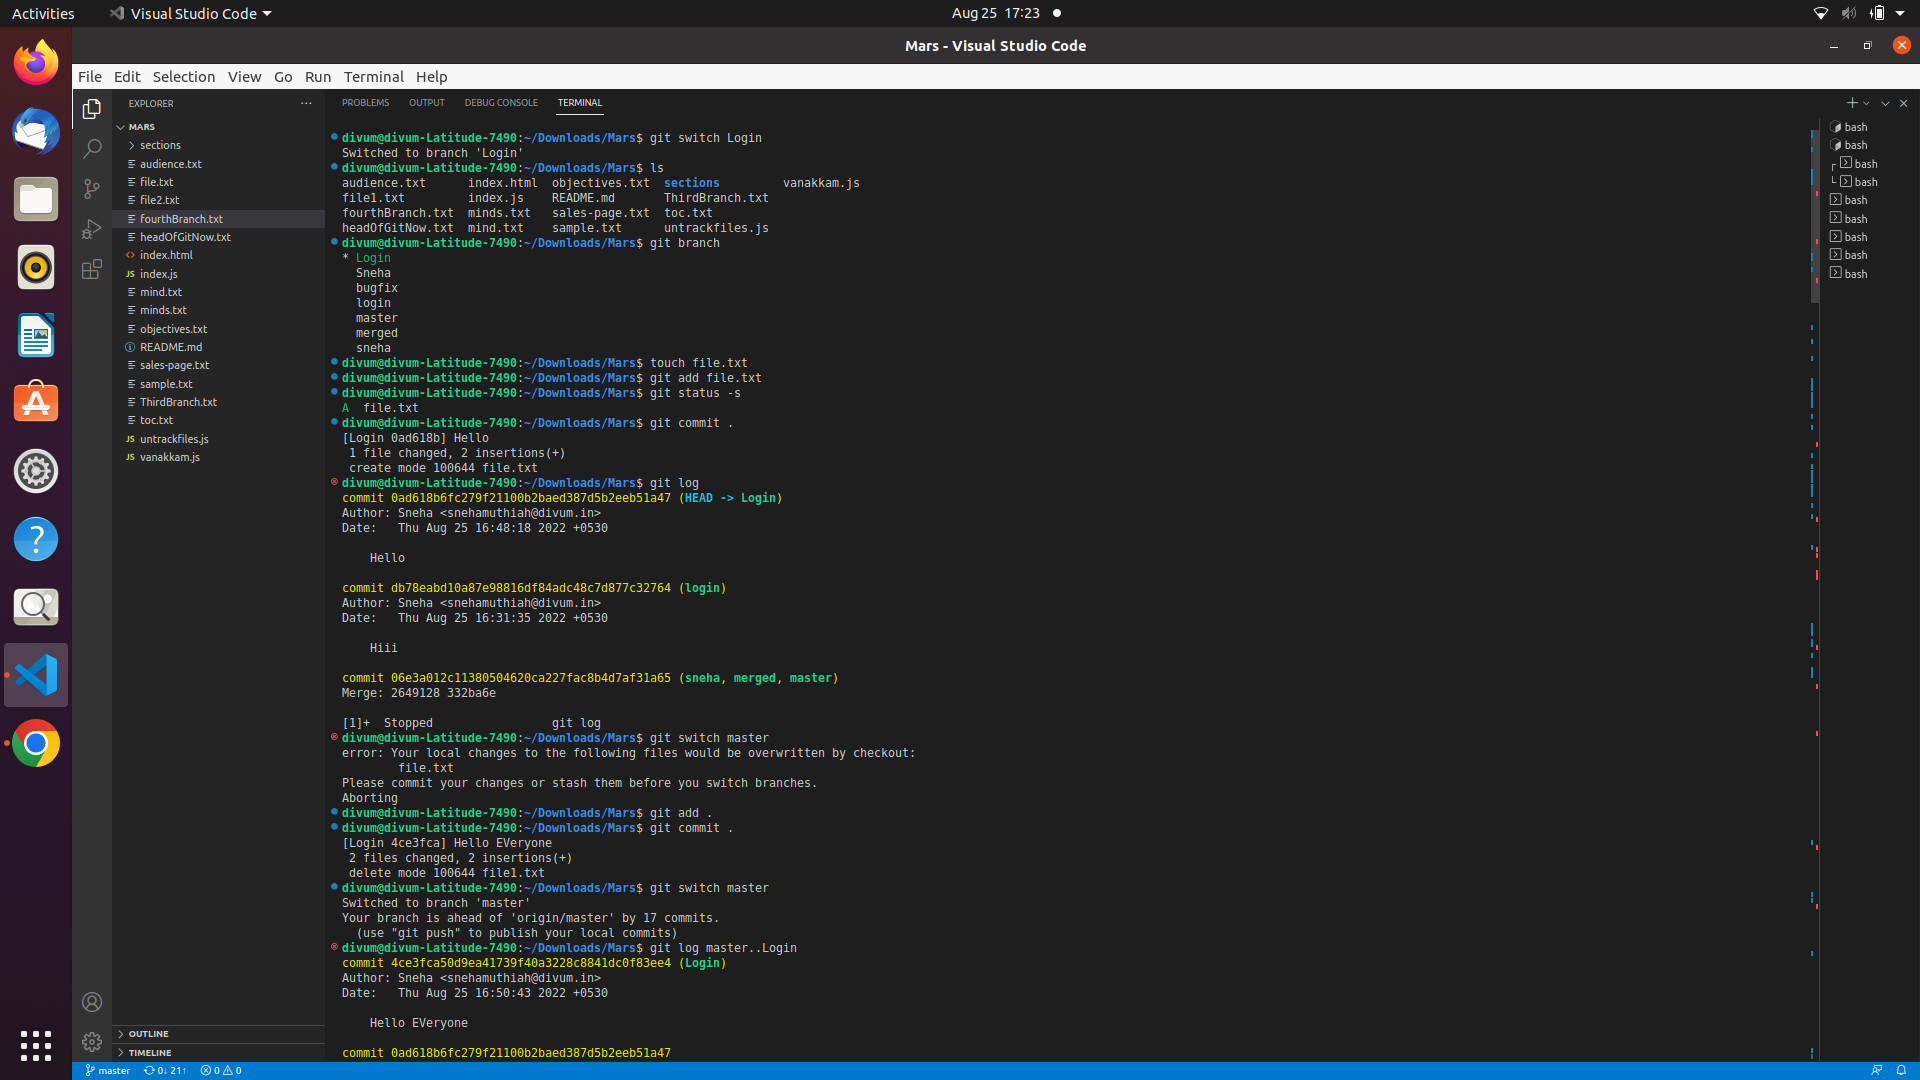 Activities
Visual Studio Code
Aug 25 17:23
Mars - Visual Studio Code
File Edit Selection View Go Run Terminal Help
EXPLORER
MARS
sections
audience.txt
file.txt
file2.txt
fourthBranch.txt
headOfGitNow.txt
index.html
JS index.js
mind.txt
minds.txt
objectives.txt
README.md
sales-page.txt
sample.txt
ThirdBranch.txt
toc.txt
JS untrackfiles.js
JS vanakkam.js
OUTLINE
TIMELINE
PROBLEMS OUTPUT DEBUG CONSOLE TERMINAL
divum@divum-Latitude-7490:~/Downloads/Mars$ git switch Login
Switched to branch 'Login'
divum@divum-Latitude-7490:~/Downloads/Mars$ ls
audience.txt index.html objectives.txt sections vanakkam.js
file1.txt index.js README.md ThirdBranch.txt
fourthBranch.txt minds.txt sales-page.txt toc.txt
headOfGitNow.txt mind.txt sample.txt untrackfiles.js
divum@divum-Latitude-7490:~/Downloads/Mars$ git branch
* Login
Sneha
bugfix
login
master
merged
sneha
divum@divum-Latitude-7490:~/Downloads/Mars$ touch file.txt
divum@divum-Latitude-7490:~/Downloads/Mars$ git add file.txt
divum@divum-Latitude-7490:~/Downloads/Mars$ git status -s
A file.txt
divum@divum-Latitude-7490:~/Downloads/Mars$ git commit .
[Login 0ad618b] Hello
1 file changed, 2 insertions(+)
create mode 100644 file.txt
divum@divum-Latitude-7490:~/Downloads/Mars$ git log
commit 0ad618b6fc279f21100b2baed387d5b2eeb51a47 (HEAD -> Login)
Author: Sneha <snehamuthiah@divum.in>
Date: Thu Aug 25 16:48:18 2022 +0530
Hello
commit db78eabd10a87e98816df84adc48c7d877c32764 (login)
Author: Sneha <snehamuthiah@divum.in>
Date: Thu Aug 25 16:31:35 2022 +0530
Hiii
commit 06e3a012c11380504620ca227fac8b4d7af31a65 (sneha, merged, master)
Merge: 2649128 332ba6e
[1]+ Stopped git log
divum@divum-Latitude-7490:~/Downloads/Mars$ git switch master
error: Your local changes to the following files would be overwritten by checkout:
file.txt
Please commit your changes or stash them before you switch branches.
Aborting
divum@divum-Latitude-7490:~/Downloads/Mars$ git add .
divum@divum-Latitude-7490:~/Downloads/Mars$ git commit .
[Login 4ce3fca] Hello EVeryone
2 files changed, 2 insertions(+)
delete mode 100644 file1.txt
divum@divum-Latitude-7490:~/Downloads/Mars$ git switch master
Switched to branch 'master'
Your branch is ahead of 'origin/master' by 17 commits.
(use "git push" to publish your local commits)
divum@divum-Latitude-7490:~/Downloads/Mars$ git log master..Login
commit 4ce3fca50d9ea41739f40a3228c8841dc0f83ee4 (Login)
Author: Sneha <snehamuthiah@divum.in>
Date: Thu Aug 25 16:50:43 2022 +0530
Hello EVeryone
commit 0ad618b6fc279f21100b2baed387d5b2eeb51a47
bash
bash
bash
bash
bash
bash
bash
bash
bash
master 0↓ 21↑ 0 0